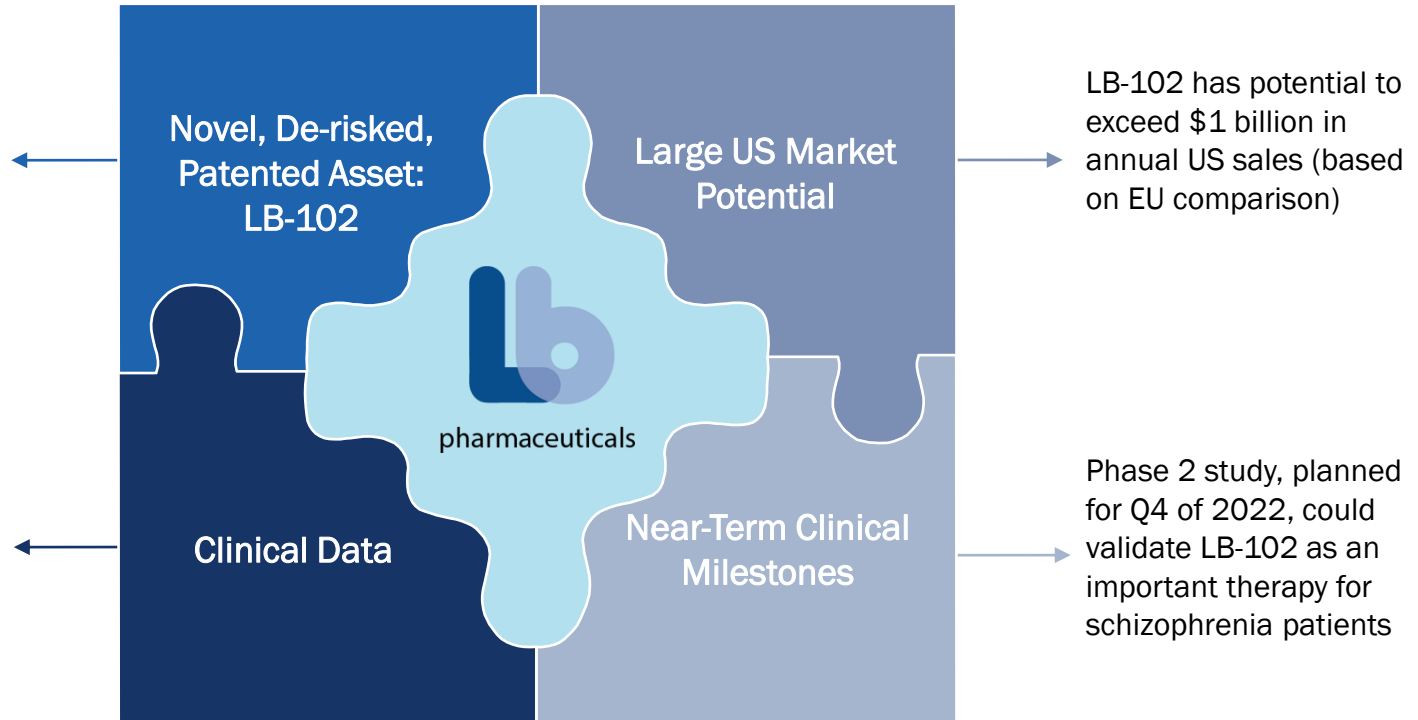 Novel, De-risked,
Patented Asset:
LB-102
Large US Market
Potential
LB-102 has potential to
exceed $1 billion in
annual US sales (based
on EU comparison)
Lb
pharmaceuticals
Clinical Data
Near-Term Clinical
Milestones
Phase 2 study, planned
for Q4 of 2022, could
validate LB-102 as an
important therapy for
schizophrenia patients